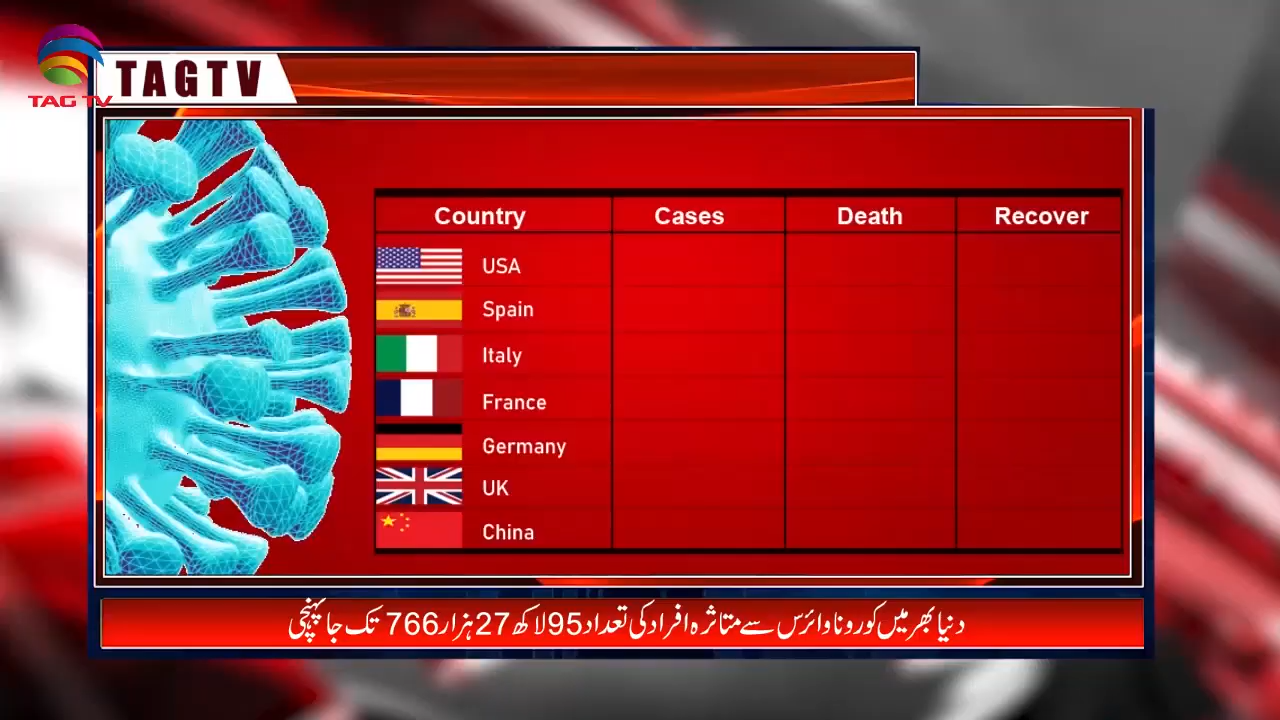 TAG TV
TAGTV
Country Cases Death Recover
USA
Spain
Italy
France
Germany
UK
China
دنیا بھر میں کورونا وائرس سے متاثرہ افراد کی تعداد 95 لاکھ 27 ہزار 766 تک جا پہنچی